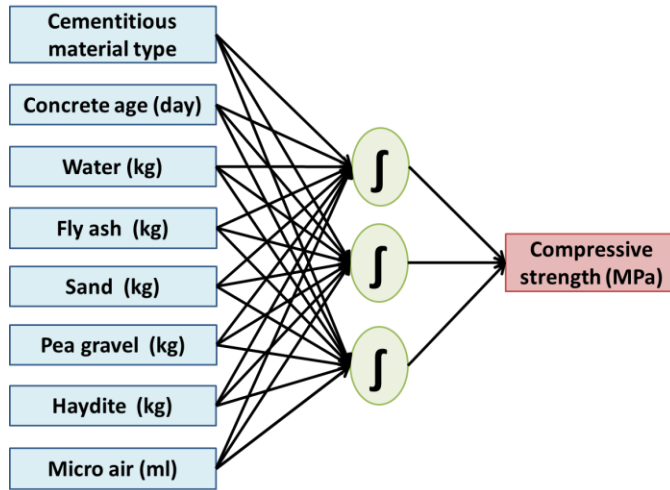 Cementitious
material type
Concrete age (day)
Water (kg)
Fly ash (kg)
Sand (kg)
Pea gravel (kg)
Haydite (kg)
Micro air (ml)
∫
∫
∫
Compressive
strength (MPa)